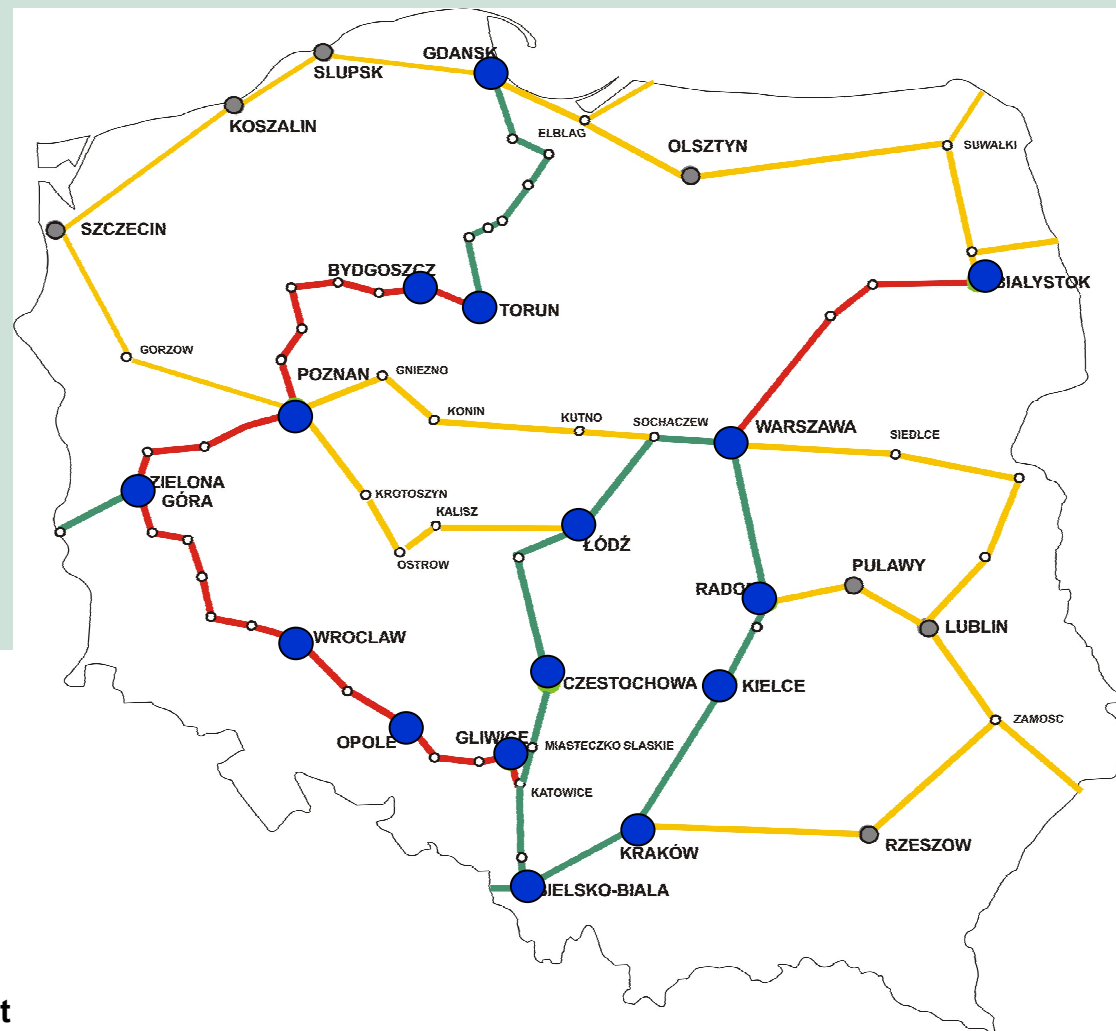 GDANSK
SLUPSK
KOSZALIN
ELBLAG
OLSZTYN
SUWAŁKI
SZCZECIN
BYDGOSZCZ
TORUN
BIALYSTOK
GORZOW
POZNAN
GNIEZNO
KONIN
KUTNO
SOCHACZEW
WARSZAWA
SIEDLCE
ZIELONA
GÓRA
KROTOSZYN
KALISZ
OSTROW
ŁÓDŹ
PULAWY
RADOM
LUBLIN
WROCLAW
CZESTOCHOWA
KIELCE
ZAMOSC
OPOLE
GLIWICE
MIASTECZKO SLASKIE
KATOWICE
KRAKÓW
RZESZOW
BIELSKO-BIALA
t